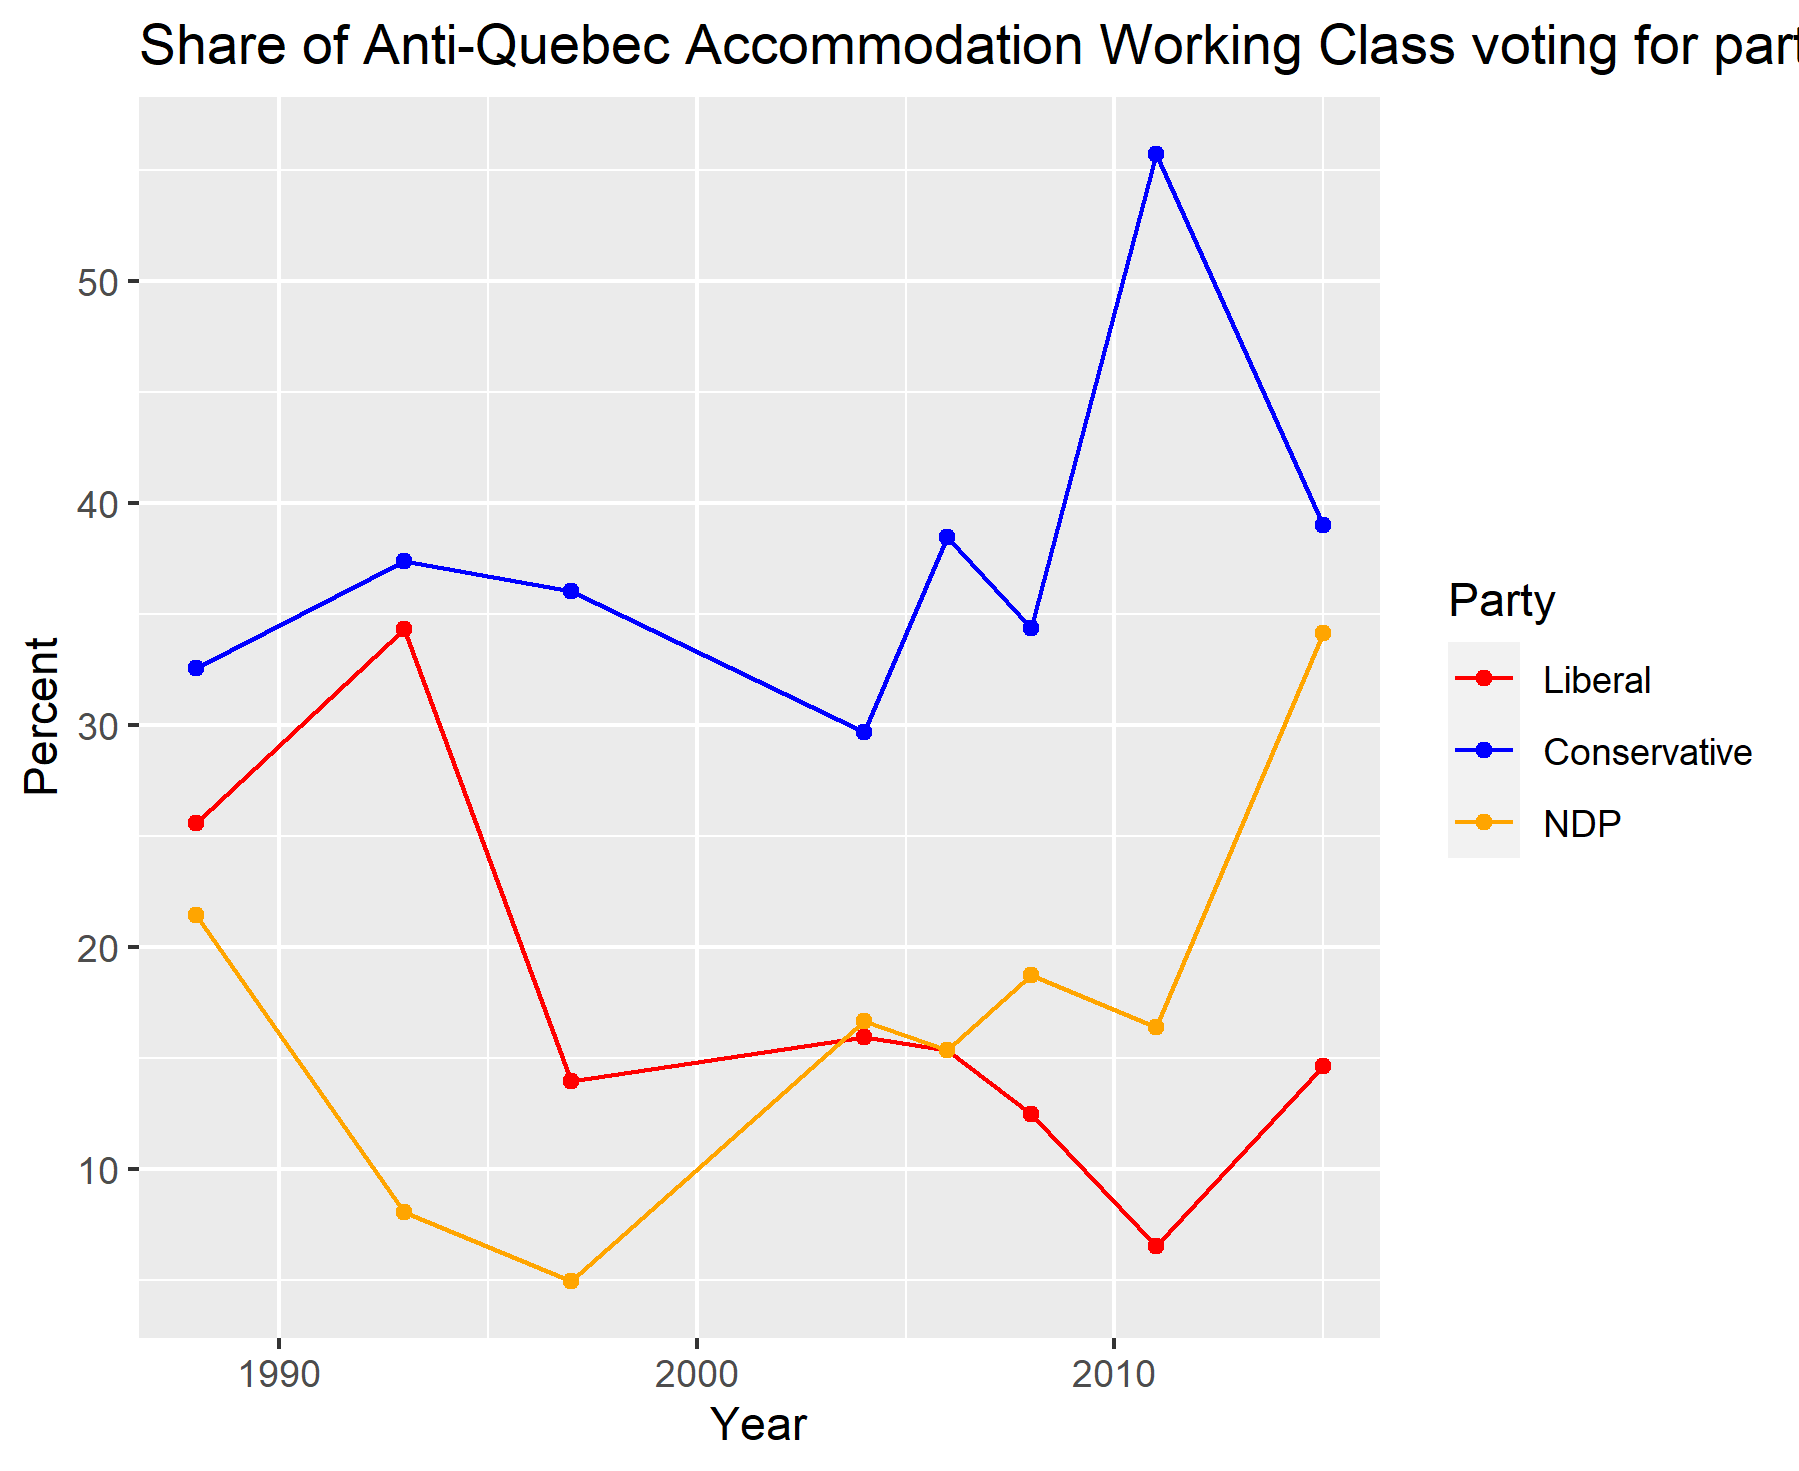 Share of Anti-Quebec Accommodation Working Class voting for
Percent
50
40
30
20
10
1990 2000 2010
Year
Party
Liberal
Conservative
NDP